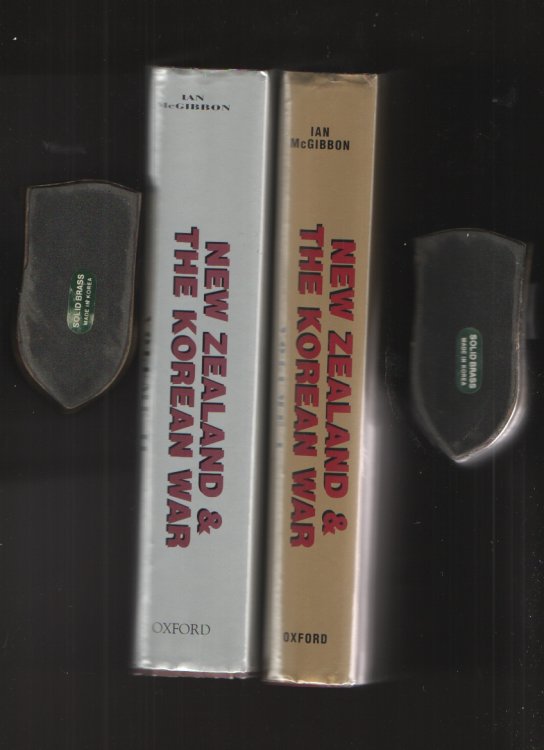 IAN
McGIBBON
NEW ZEALAND &
THE KOREAN WAR
OXFORD
IAN
McGIBBON
NEW ZEALAND &
THE KOREAN WAR
OXFORD
SOLID BRASS
MADE IN KOREA
SOLID BRASS
MADE IN KOREA